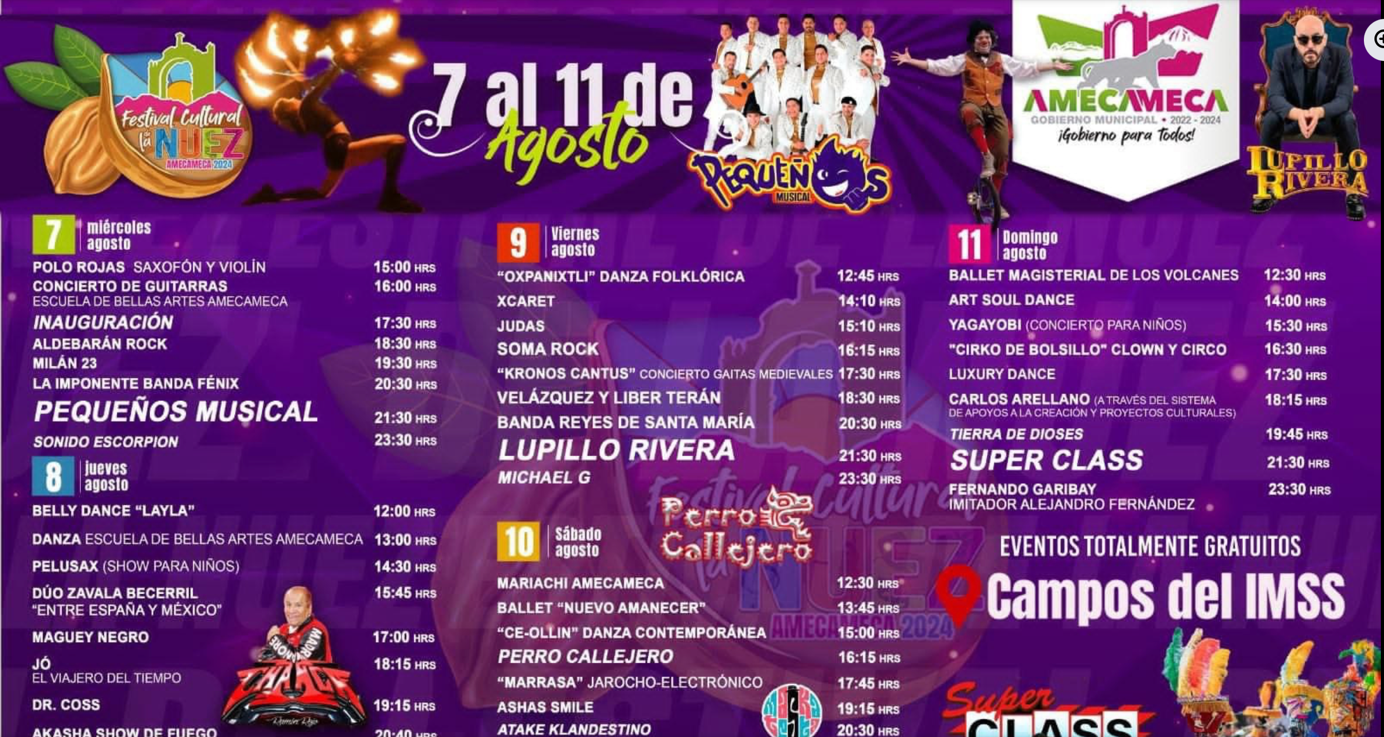 Festival Cultural
la NUEZ
AMECAMECA 2024
7 al 11 de
Agosto
PEQUEÑOS
MUSICAL
AMECAMECA
GOBIERNO MUNICIPAL • 2022 - 2024
¡Gobierno para Todos!
LUPILLO
RIVERA
7 miércoles
agosto
POLO ROJAS SAXOFÓN Y VIOLÍN 15:00 HRS
CONCIERTO DE GUITARRAS 16:00 HRS
ESCUELA DE BELLAS ARTES AMECAMECA
INAUGURACIÓN 17:30 HRS
ALDEBARÁN ROCK 18:30 HRS
MILÁN 23 19:30 HRS
LA IMPONENTE BANDA FÉNIX 20:30 HRS
PEQUEÑOS MUSICAL 21:30 HRS
SONIDO ESCORPION 23:30 HRS
8 jueves
agosto
BELLY DANCE “LAYLA” 12:00 HRS
DANZA ESCUELA DE BELLAS ARTES AMECAMECA 13:00 HRS
PELUSAX (SHOW PARA NIÑOS) 14:30 HRS
DÚO ZAVALA BECERRIL 15:45 HRS
“ENTRE ESPAÑA Y MÉXICO”
MAGUEY NEGRO 17:00 HRS
JÓ 18:15 HRS
EL VIAJERO DEL TIEMPO
DR. COSS 19:15 HRS
AKASHA SHOW DE FUEGO 20:40 HRS
CHANGA
Ramón Rojo
9 Viernes
agosto
“OXPANIXTLI” DANZA FOLKLÓRICA 12:45 HRS
XCARET 14:10 HRS
JUDAS 15:10 HRS
SOMA ROCK 16:15 HRS
“KRONOS CANTUS” CONCIERTO GAITAS MEDIEVALES 17:30 HRS
VELÁZQUEZ Y LIBER TERÁN 18:30 HRS
BANDA REYES DE SANTA MARÍA 20:30 HRS
LUPILLO RIVERA 21:30 HRS
MICHAEL G 23:30 HRS
10 Sábado
agosto
Perro
Callejero
MARIACHI AMECAMECA 12:30 HRS
BALLET “NUEVO AMANECER” 13:45 HRS
“CE-OLLIN” DANZA CONTEMPORÁNEA 15:00 HRS
PERRO CALLEJERO 16:15 HRS
“MARRASA” JAROCHO-ELECTRÓNICO 17:45 HRS
ASHAS SMILE 19:15 HRS
ATAKE KLANDESTINO 20:30 HRS
11 Domingo
agosto
BALLET MAGISTERIAL DE LOS VOLCANES 12:30 HRS
ART SOUL DANCE 14:00 HRS
YAGAYOBI (CONCIERTO PARA NIÑOS) 15:30 HRS
"CIRKO DE BOLSILLO" CLOWN Y CIRCO 16:30 HRS
LUXURY DANCE 17:30 HRS
CARLOS ARELLANO (A TRAVÉS DEL SISTEMA 18:15 HRS
DE APOYOS A LA CREACIÓN Y PROYECTOS CULTURALES)
TIERRA DE DIOSES 19:45 HRS
SUPER CLASS 21:30 HRS
FERNANDO GARIBAY 23:30 HRS
IMITADOR ALEJANDRO FERNÁNDEZ
EVENTOS TOTALMENTE GRATUITOS
Campos del IMSS
Super
CLASS